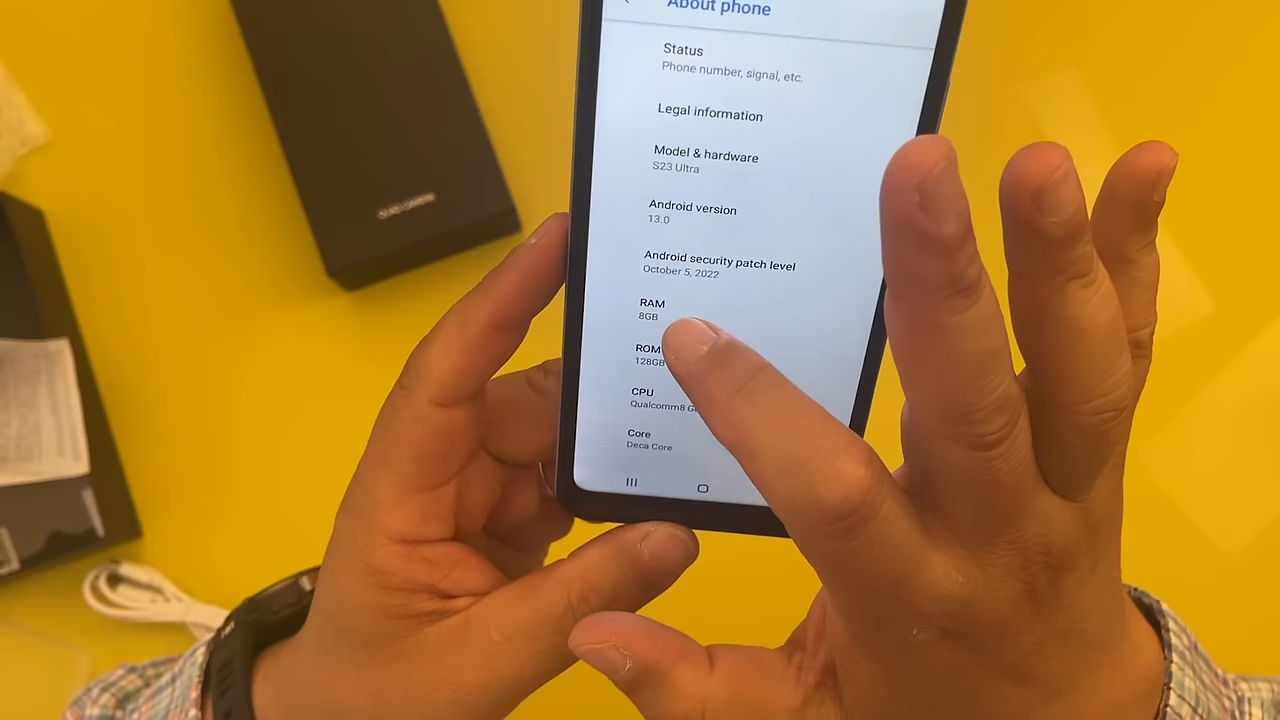 About phone
Status
Phone number, signal, etc.
Legal information
Model & hardware
S23 Ultra
Android version
13.0
Android security patch level
October 5, 2022
RAM
8GB
ROM
128GB
CPU
Qualcomm8
Core
Deca Core